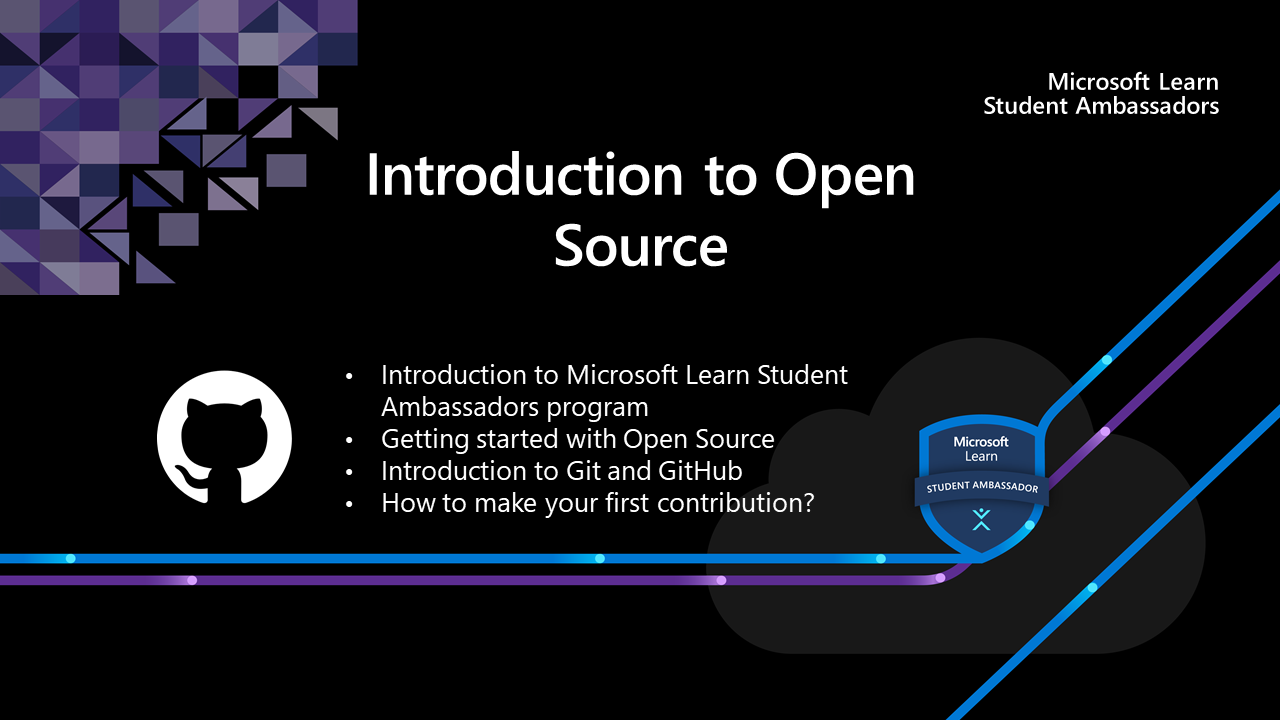 Microsoft Learn
Student Ambassadors
Introduction to Open
Source
• Introduction to Microsoft Learn Student
Ambassadors program
• Getting started with Open Source
• Introduction to Git and GitHub
• How to make your first contribution?
Microsoft
Learn
STUDENT AMBASSADOR